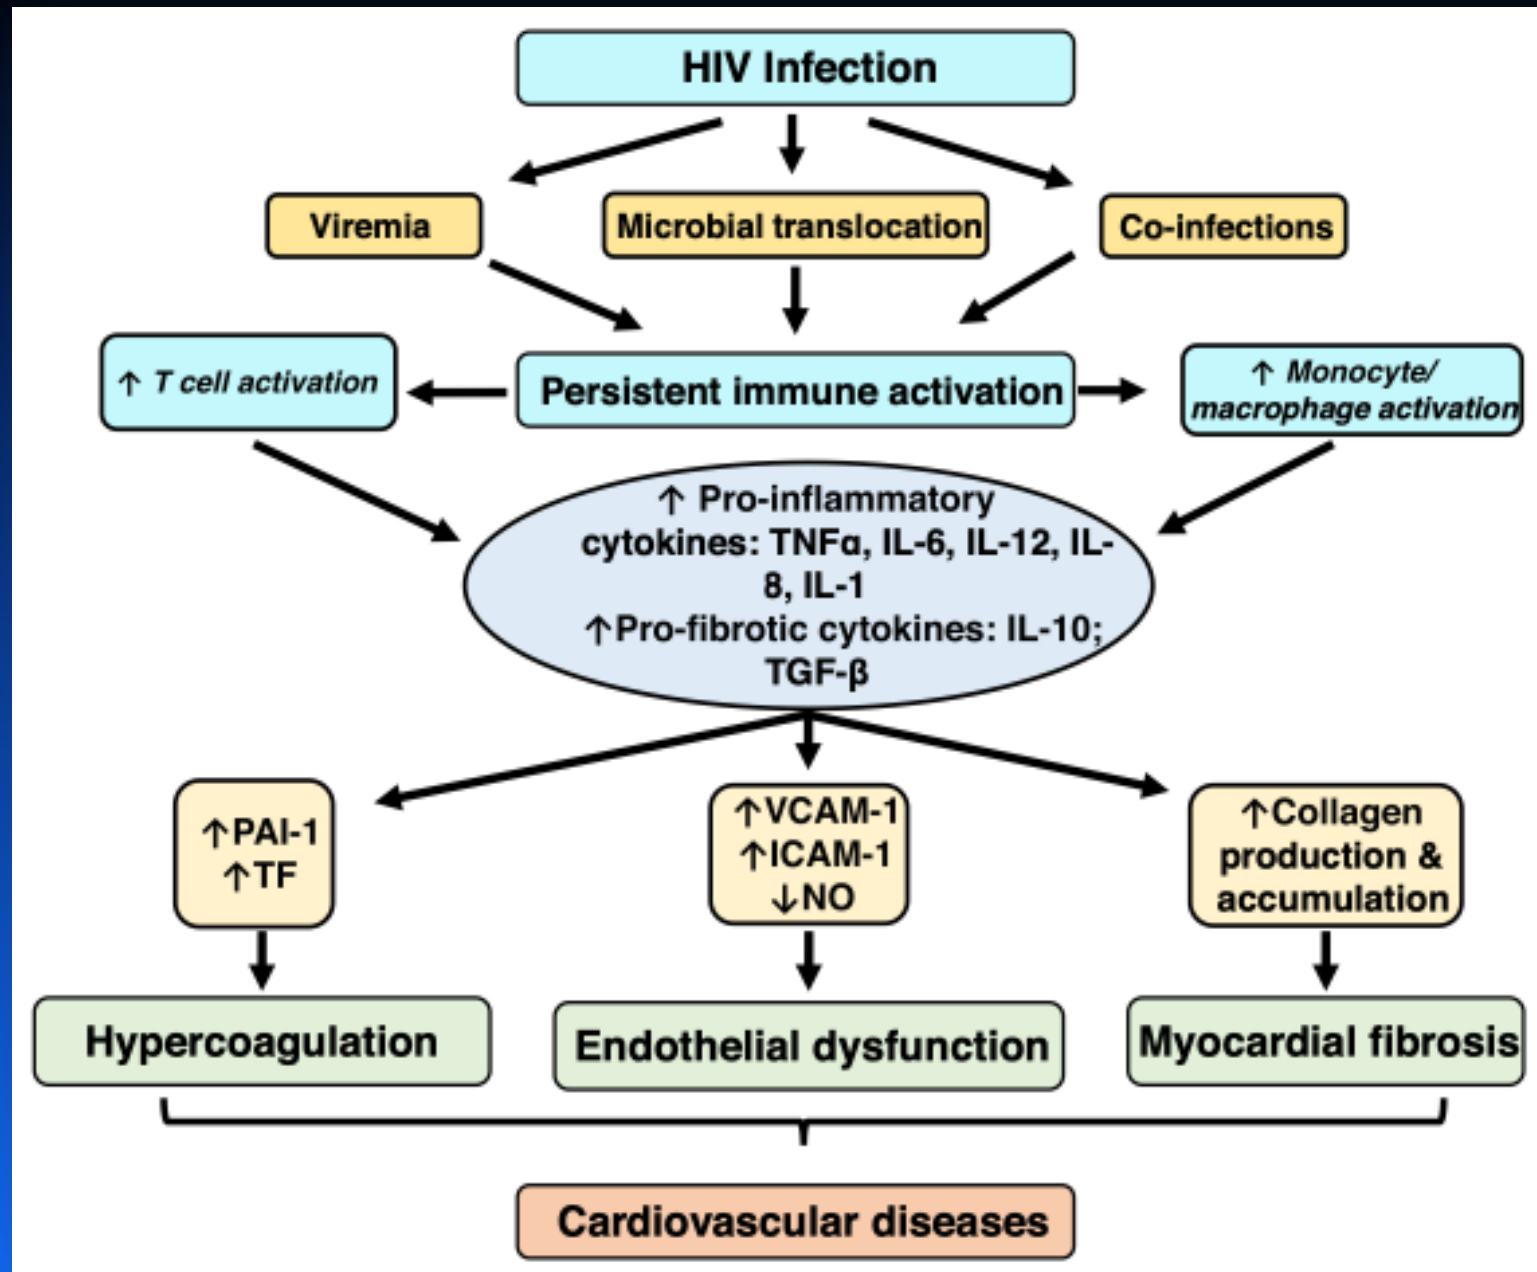 HIV Infection
Viremia
Microbial translocation
Co-infections
↑ T cell activation
Persistent immune activation
↑ Monocyte/
macrophage activation
↑ Pro-inflammatory
cytokines: TNFα, IL-6, IL-12, IL-
8, IL-1
↑Pro-fibrotic cytokines: IL-10;
TGF-β
↑PAI-1
↑TF
↑VCAM-1
↑ICAM-1
↓NO
↑Collagen
production &
accumulation
Hypercoagulation
Endothelial dysfunction
Myocardial fibrosis
Cardiovascular diseases